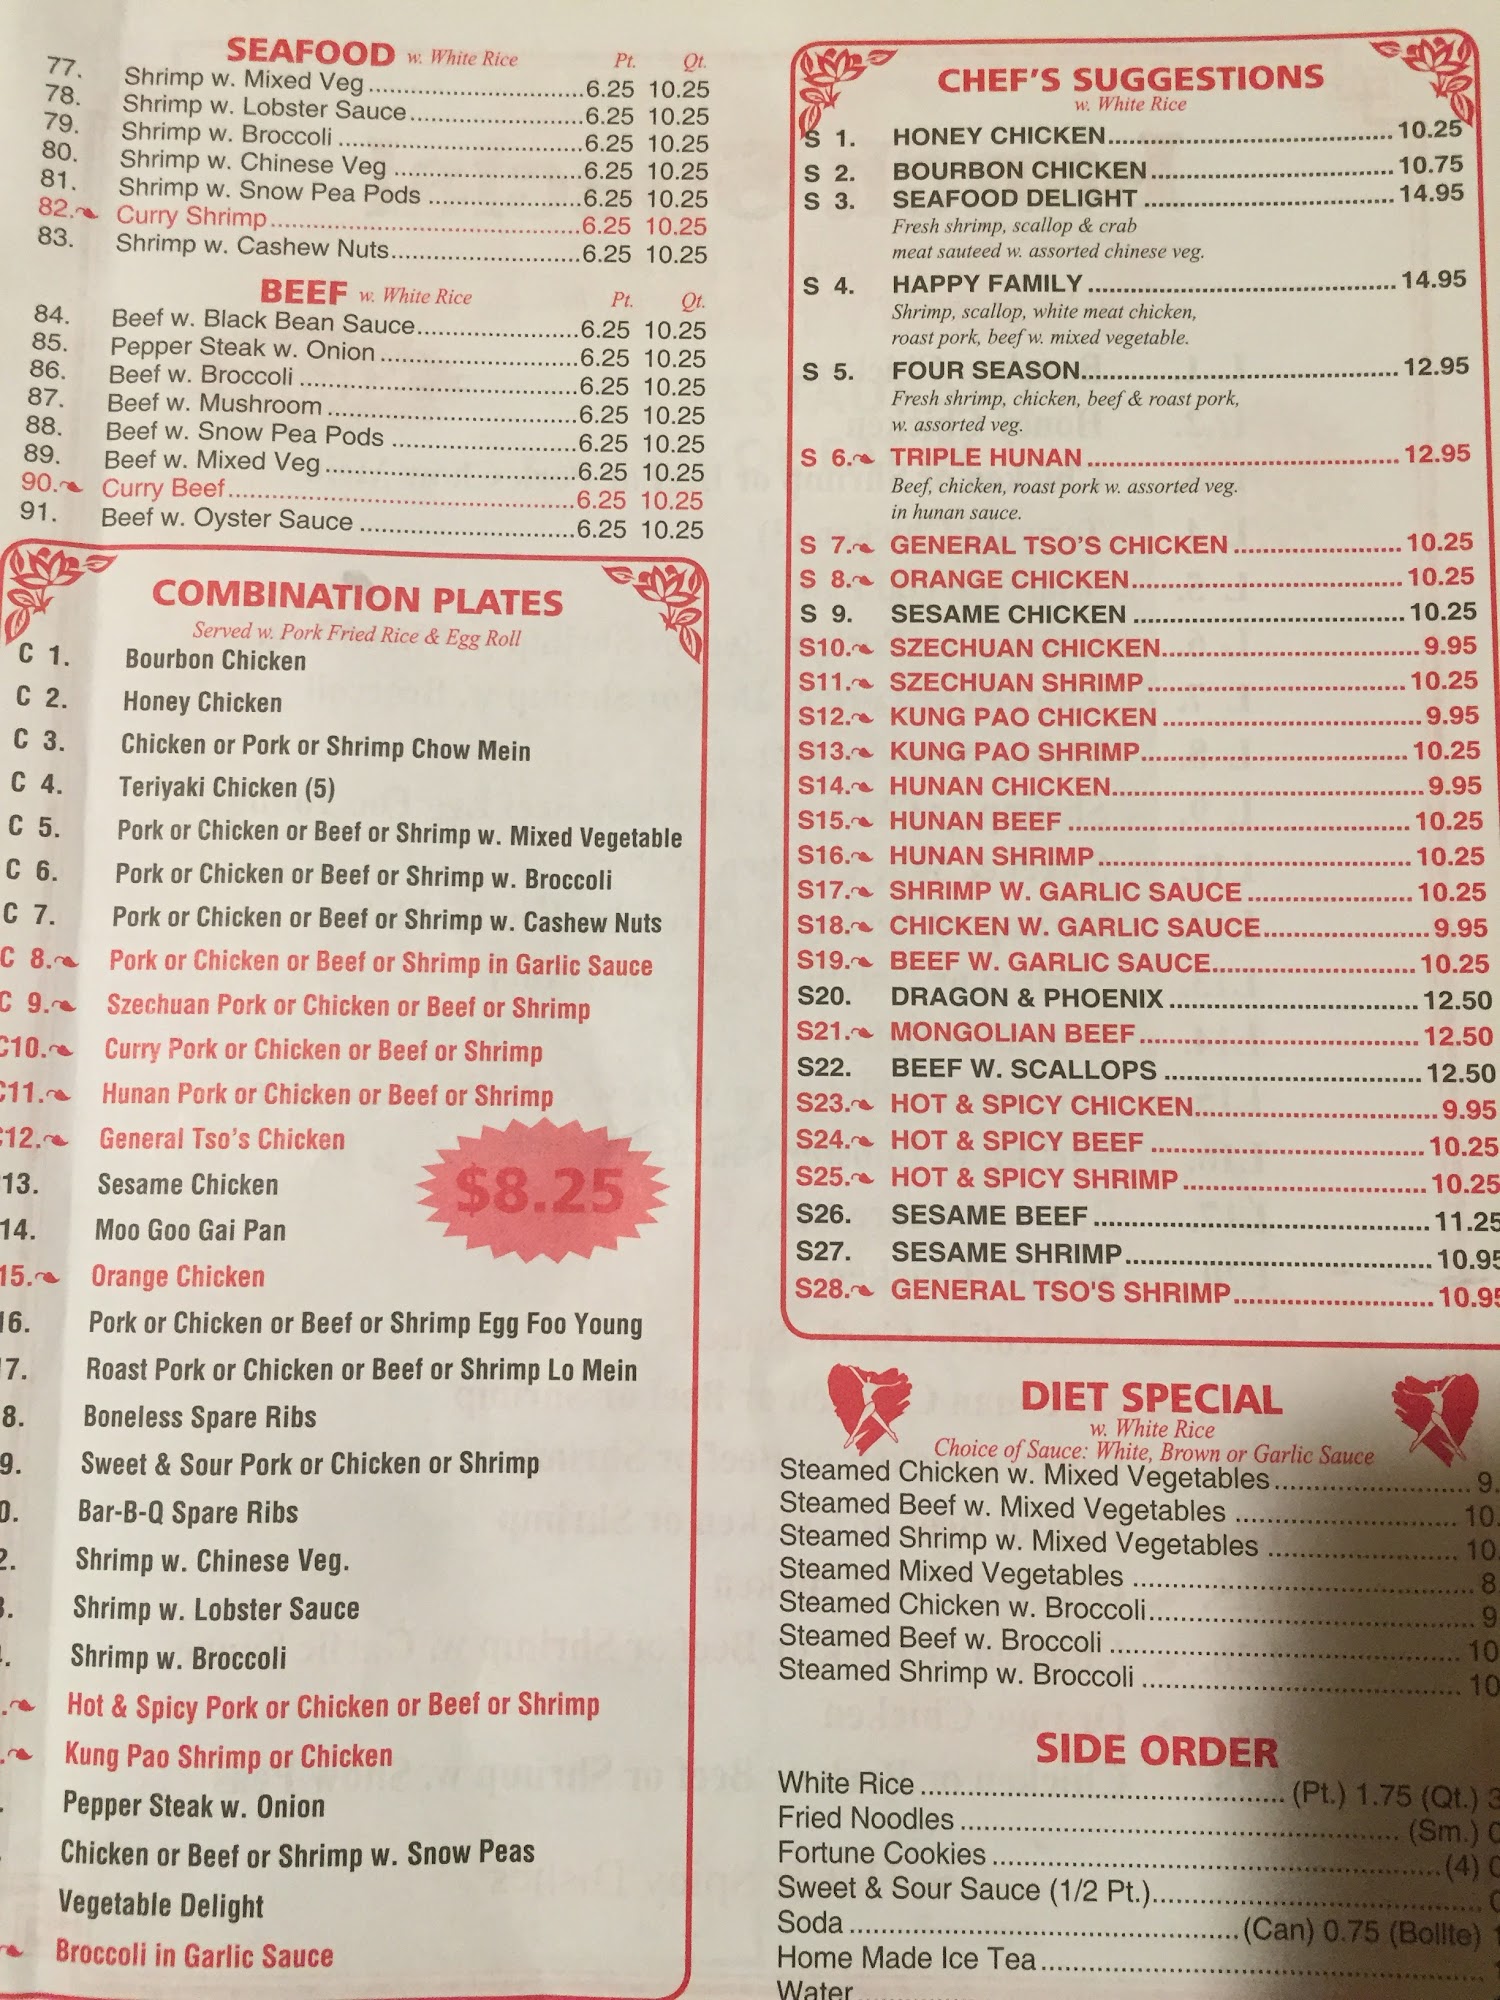 SEAFOOD w. White Rice Pt. Qt.
77. Shrimp w. Mixed Veg 6.25 10.25
78. Shrimp w. Lobster Sauce 6.25 10.25
79. Shrimp w. Broccoli 6.25 10.25
80. Shrimp w. Chinese Veg 6.25 10.25
81. Shrimp w. Snow Pea Pods 6.25 10.25
82. Curry Shrimp 6.25 10.25
83. Shrimp w. Cashew Nuts 6.25 10.25
BEEF w. White Rice Pt. Qt.
84. Beef w. Black Bean Sauce 6.25 10.25
85. Pepper Steak w. Onion 6.25 10.25
86. Beef w. Broccoli 6.25 10.25
87. Beef w. Mushroom 6.25 10.25
88. Beef w. Snow Pea Pods 6.25 10.25
89. Beef w. Mixed Veg 6.25 10.25
90. Curry Beef 6.25 10.25
91. Beef w. Oyster Sauce 6.25 10.25
COMBINATION PLATES
Served w. Pork Fried Rice & Egg Roll
C 1. Bourbon Chicken
C 2. Honey Chicken
C 3. Chicken or Pork or Shrimp Chow Mein
C 4. Teriyaki Chicken (5)
C 5. Pork or Chicken or Beef or Shrimp w. Mixed Vegetable
C 6. Pork or Chicken or Beef or Shrimp w. Broccoli
C 7. Pork or Chicken or Beef or Shrimp w. Cashew Nuts
C 8. Pork or Chicken or Beef or Shrimp in Garlic Sauce
C 9. Szechuan Pork or Chicken or Beef or Shrimp
C10. Curry Pork or Chicken or Beef or Shrimp
C11. Hunan Pork or Chicken or Beef or Shrimp
12. General Tso's Chicken
13. Sesame Chicken
14. Moo Goo Gai Pan
15. Orange Chicken
16. Pork or Chicken or Beef or Shrimp Egg Foo Young
7. Roast Pork or Chicken or Beef or Shrimp Lo Mein
8. Boneless Spare Ribs
9. Sweet & Sour Pork or Chicken or Shrimp
0. Bar-B-Q Spare Ribs
2. Shrimp w. Chinese Veg.
3. Shrimp w. Lobster Sauce
Shrimp w. Broccoli
Hot & Spicy Pork or Chicken or Beef or Shrimp
Kung Pao Shrimp or Chicken
Pepper Steak w. Onion
Chicken or Beef or Shrimp w. Snow Peas
Vegetable Delight
Broccoli in Garlic Sauce
$8.25
CHEF'S SUGGESTIONS
w. White Rice
S 1. HONEY CHICKEN 10.25
S 2. BOURBON CHICKEN 10.75
S 3. SEAFOOD DELIGHT 14.95
Fresh shrimp, scallop & crab
meat sauteed w. assorted chinese veg.
S 4. HAPPY FAMILY 14.95
Shrimp, scallop, white meat chicken,
roast pork, beef w. mixed vegetable.
S 5. FOUR SEASON 12.95
Fresh shrimp, chicken, beef & roast pork,
w. assorted veg.
S 6. TRIPLE HUNAN 12.95
Beef, chicken, roast pork w. assorted veg.
in hunan sauce.
S 7. GENERAL TSO'S CHICKEN 10.25
S 8. ORANGE CHICKEN 10.25
S 9. SESAME CHICKEN 10.25
S10. SZECHUAN CHICKEN 9.95
S11. SZECHUAN SHRIMP 10.25
S12. KUNG PAO CHICKEN 9.95
S13. KUNG PAO SHRIMP 10.25
S14. HUNAN CHICKEN 9.95
S15. HUNAN BEEF 10.25
S16. HUNAN SHRIMP 10.25
S17. SHRIMP W. GARLIC SAUCE 10.25
S18. CHICKEN W. GARLIC SAUCE 9.95
S19. BEEF W. GARLIC SAUCE 10.25
S20. DRAGON & PHOENIX 12.50
S21. MONGOLIAN BEEF 12.50
S22. BEEF W. SCALLOPS 12.50
S23. HOT & SPICY CHICKEN 9.95
S24. HOT & SPICY BEEF 10.25
S25. HOT & SPICY SHRIMP 10.25
S26. SESAME BEEF 11.25
S27. SESAME SHRIMP 10.95
S28. GENERAL TSO'S SHRIMP 10.95
DIET SPECIAL
w. White Rice
Choice of Sauce: White, Brown or Garlic Sauce
Steamed Chicken w. Mixed Vegetables 9.
Steamed Beef w. Mixed Vegetables 10.
Steamed Shrimp w. Mixed Vegetables 10.
Steamed Mixed Vegetables 8
Steamed Chicken w. Broccoli 9
Steamed Beef w. Broccoli 10
Steamed Shrimp w. Broccoli 10
SIDE ORDER
White Rice (Pt.) 1.75 (Qt.) 3
Fried Noodles (Sm.)
Fortune Cookies (4)
Sweet & Sour Sauce (1/2 Pt.)
Soda (Can) 0.75 (Bollte) 1
Home Made Ice Tea
Water